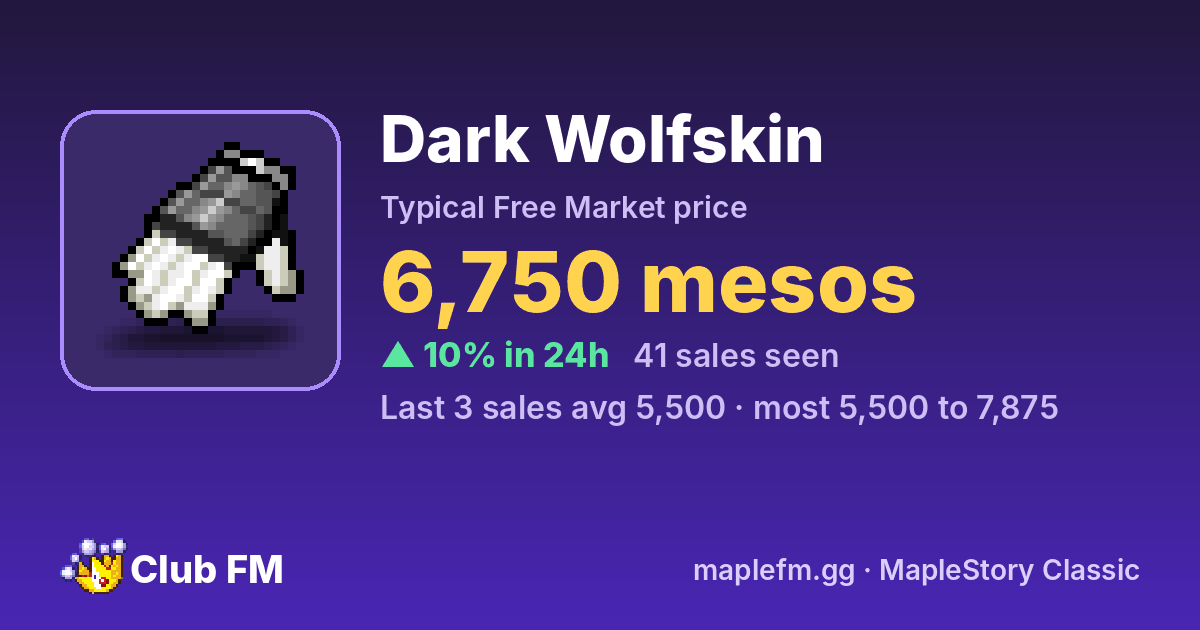 Dark Wolfskin
Typical Free Market price
6,750 mesos
▲ 10% in 24h 41 sales seen
Last 3 sales avg 5,500 · most 5,500 to 7,875
Club FM
maplefm.gg · MapleStory Classic